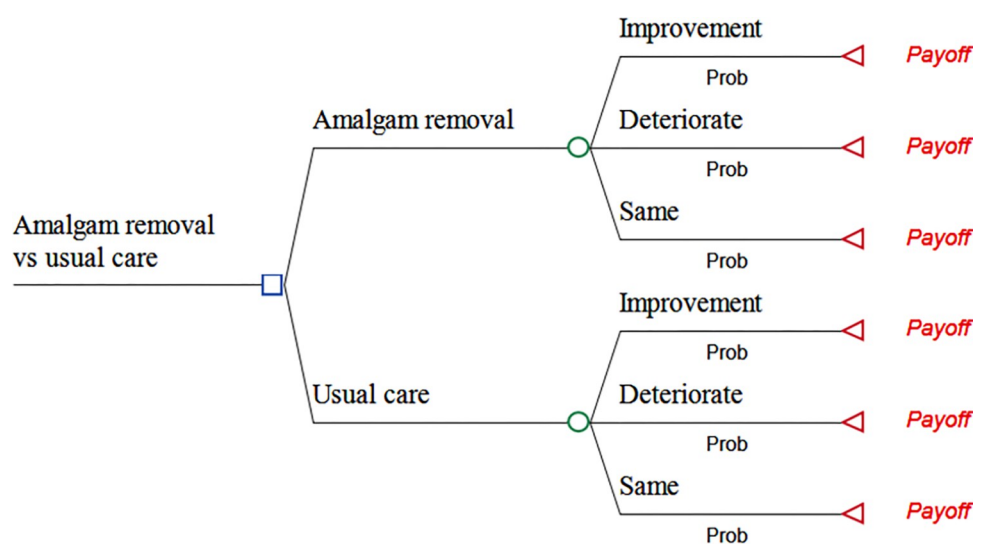 Improvement
Prob
Payoff
Amalgam removal
Deteriorate
Prob
Payoff
Same
Prob
Payoff
Amalgam removal
vs usual care
Improvement
Prob
Payoff
Usual care
Deteriorate
Prob
Payoff
Same
Prob
Payoff